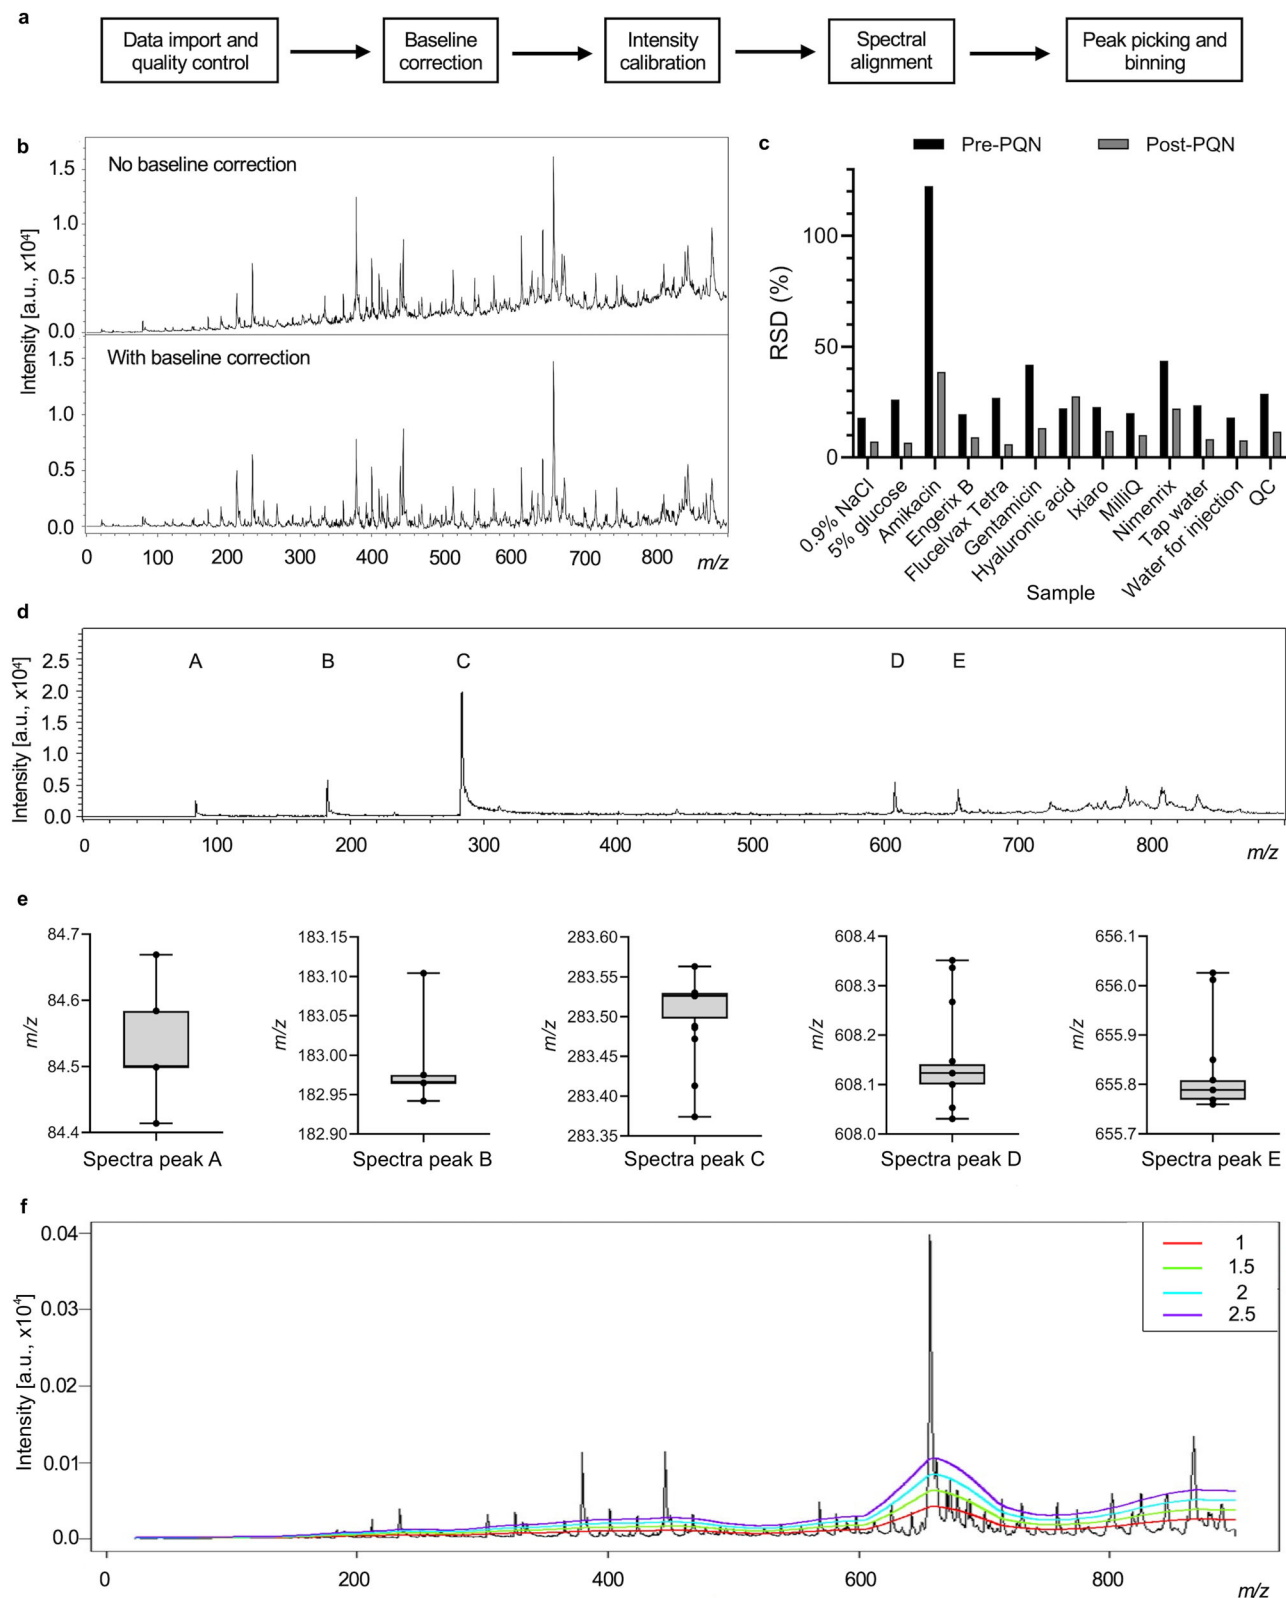 a
Data import and
quality control
Baseline
correction
Intensity
calibration
Spectral
alignment
Peak picking and
binning
b
No baseline correction
1.5
1.0
0.5
0.0
With baseline correction
1.5
1.0
0.5
0.0
Intensity [a.u., x10⁴]
0 100 200 300 400 500 600 700 800 m/z
c
Pre-PQN Post-PQN
100
50
0
RSD (%)
0.9% NaCl
5% glucose
Amikacin
Engerix B
Flucelvax Tetra
Gentamicin
Hyaluronic acid
Ixiaro
MilliQ
Nimenrix
Tap water
Water for injection
QC
Sample
d
A B C D E
2.5
2.0
1.5
1.0
0.5
0.0
Intensity [a.u., x10⁴]
0 100 200 300 400 500 600 700 800 m/z
e
84.7
84.6
84.5
84.4
m/z
Spectra peak A
183.15
183.10
183.05
183.00
182.95
182.90
m/z
Spectra peak B
283.60
283.55
283.50
283.45
283.40
283.35
m/z
Spectra peak C
608.4
608.3
608.2
608.1
608.0
m/z
Spectra peak D
656.1
656.0
655.9
655.8
655.7
m/z
Spectra peak E
f
0.04
0.03
0.02
0.01
0.0
Intensity [a.u., x10⁴]
1
1.5
2
2.5
0 200 400 600 800 m/z